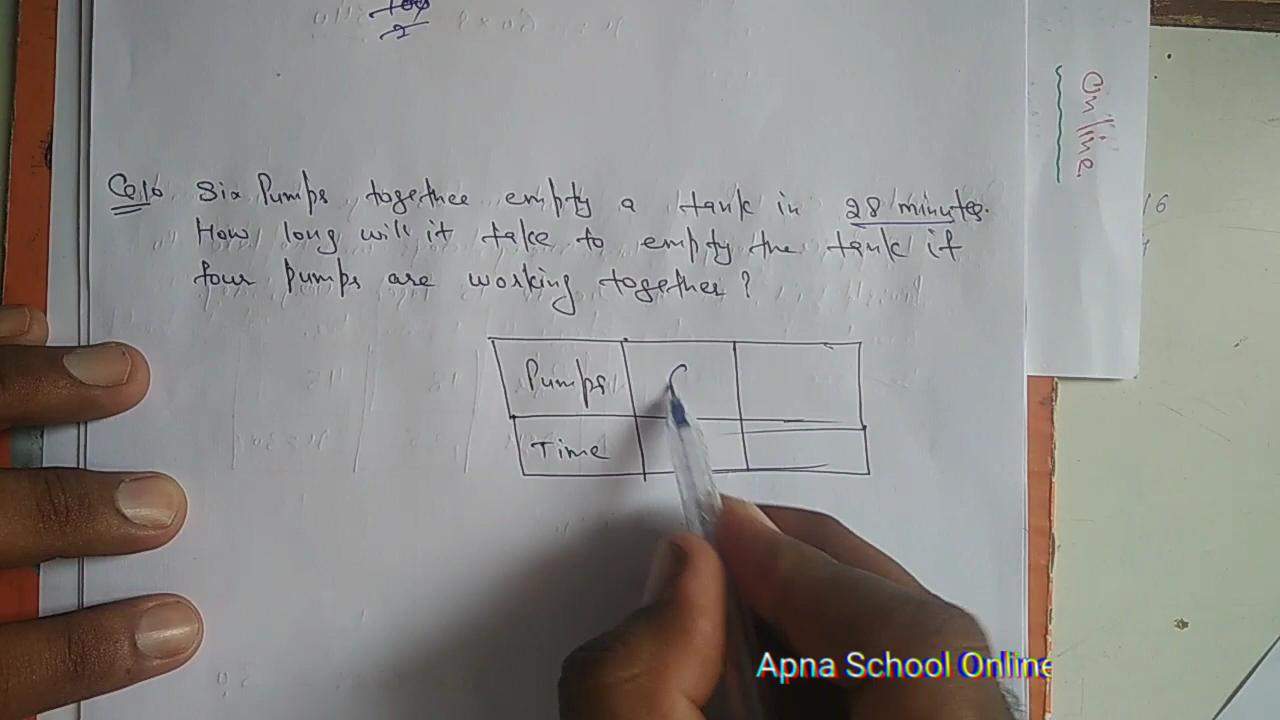 Q.16 Six Pumps together empty a tank in 28 minutes.
How long will it take to empty the tank if
four pumps are working together?
Pumps
Time
Online
16
Apna School Online